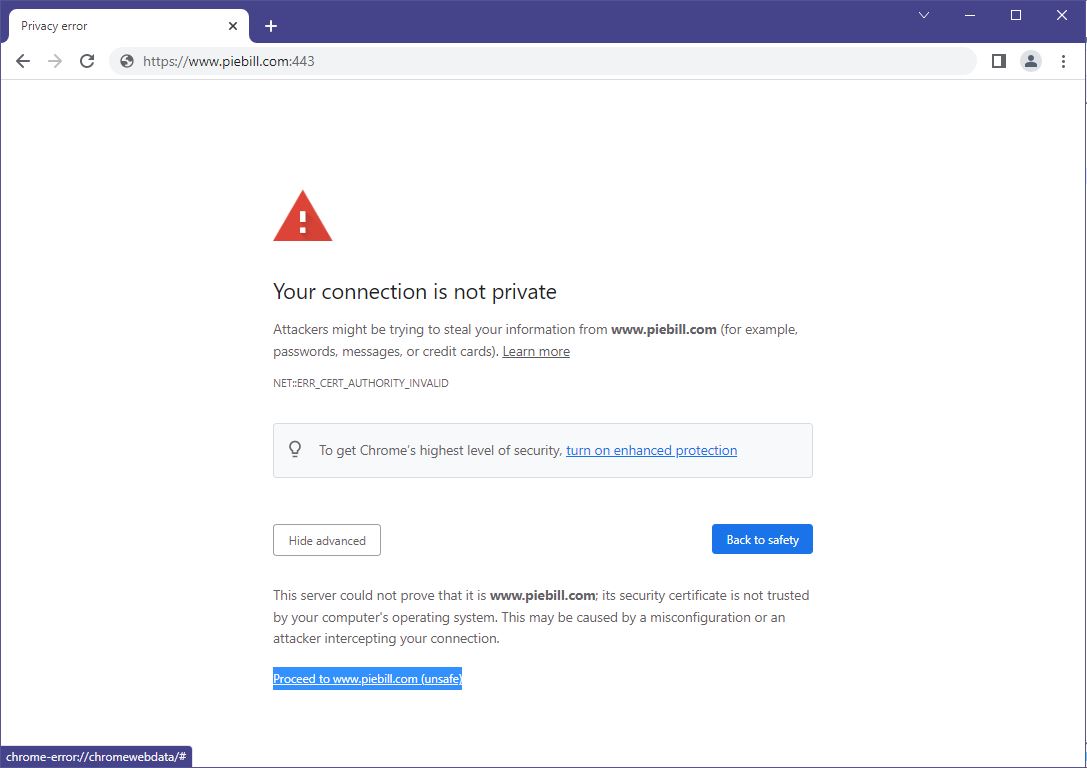 Privacy error
https://www.piebill.com:443
Your connection is not private
Attackers might be trying to steal your information from www.piebill.com (for example,
passwords, messages, or credit cards). Learn more
NET::ERR_CERT_AUTHORITY_INVALID
To get Chrome's highest level of security, turn on enhanced protection
Hide advanced
Back to safety
This server could not prove that it is www.piebill.com; its security certificate is not trusted
by your computer's operating system. This may be caused by a misconfiguration or an
attacker intercepting your connection.
Proceed to www.piebill.com (unsafe)
chrome-error://chromewebdata/#